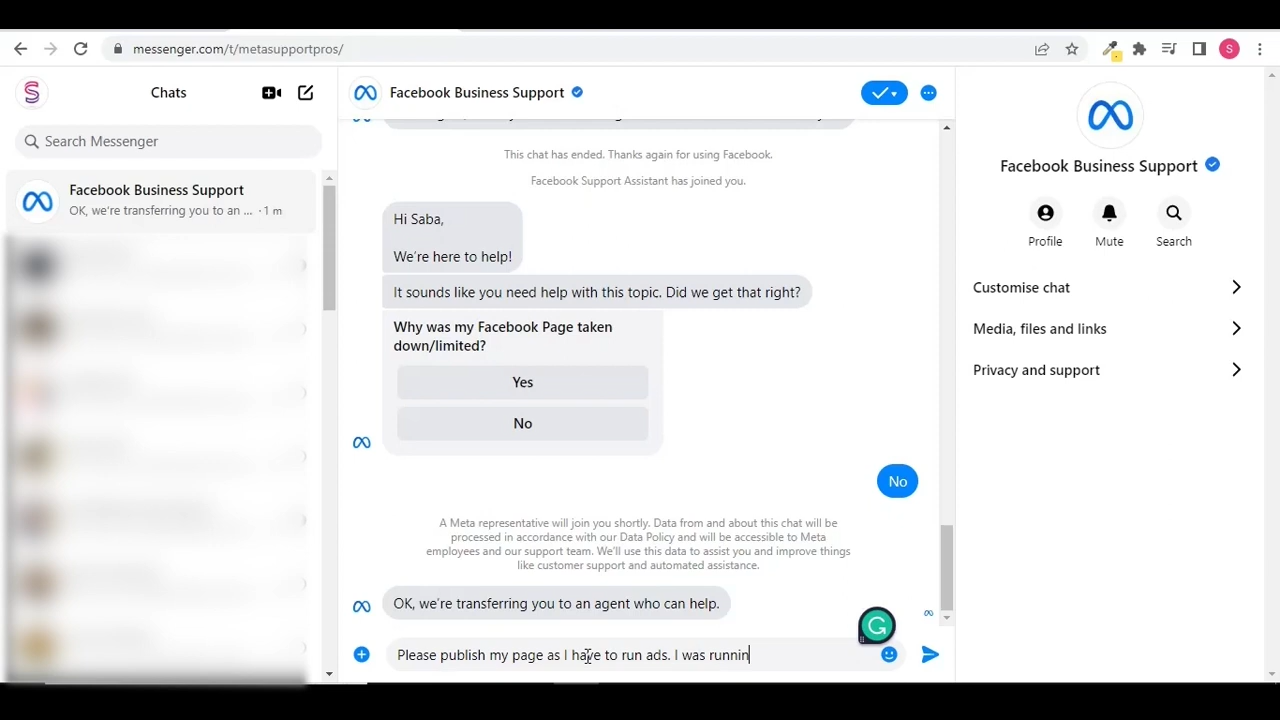 messenger.com/t/metasupportpros/
S
Chats
Search Messenger
Facebook Business Support
OK, we're transferring you to an ... · 1 m
Facebook Business Support
This chat has ended. Thanks again for using Facebook.
Facebook Support Assistant has joined you.
Hi Saba,
We're here to help!
It sounds like you need help with this topic. Did we get that right?
Why was my Facebook Page taken
down/limited?
Yes
No
No
A Meta representative will join you shortly. Data from and about this chat will be
processed in accordance with our Data Policy and will be accessible to Meta
employees and our support team. We'll use this data to assist you and improve things
like customer support and automated assistance.
OK, we're transferring you to an agent who can help.
Please publish my page as I have to run ads. I was runnin
Facebook Business Support
Profile
Mute
Search
Customise chat
Media, files and links
Privacy and support